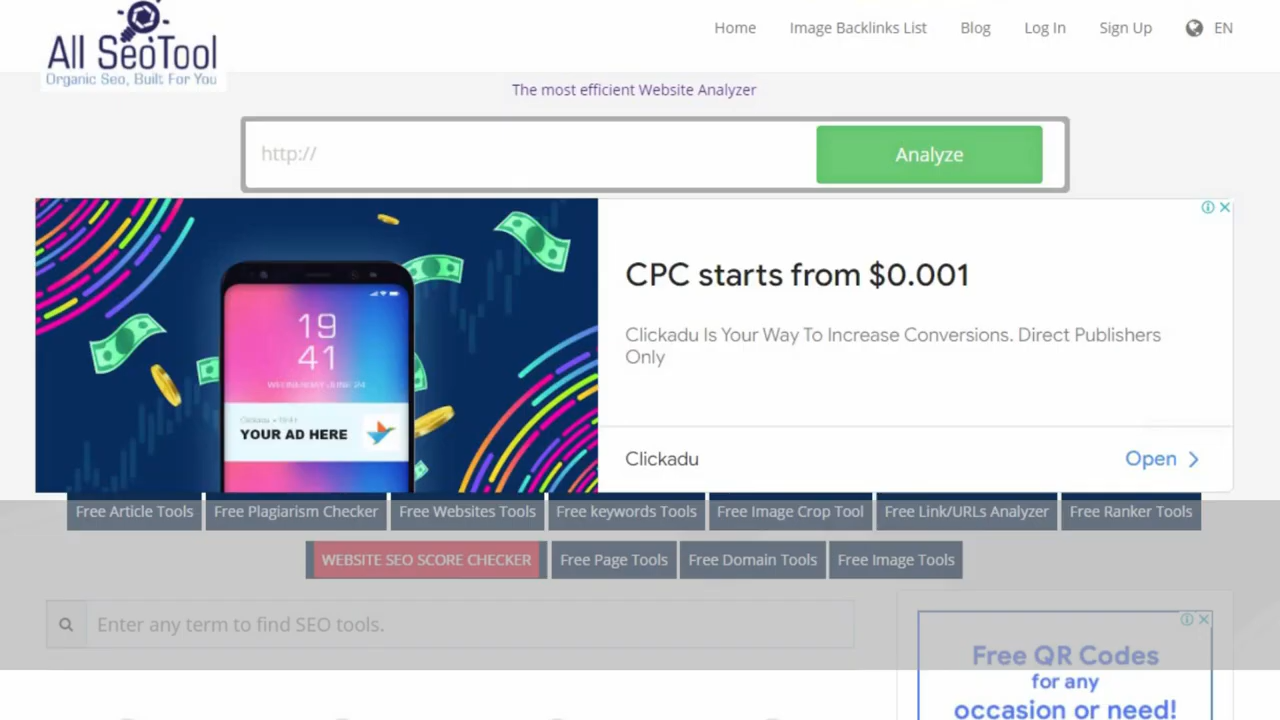 All SeoTool
Organic Seo, Built For You
Home
Image Backlinks List
Blog
Log In
Sign Up
EN
The most efficient Website Analyzer
http://
Analyze
19
41
WEDNESDAY, JUNE 24
YOUR AD HERE
CPC starts from $0.001
Clickadu Is Your Way To Increase Conversions. Direct Publishers
Only
Clickadu
Open
Free Article Tools
Free Plagiarism Checker
Free Websites Tools
Free keywords Tools
Free Image Crop Tool
Free Link/URLs Analyzer
Free Ranker Tools
WEBSITE SEO SCORE CHECKER
Free Page Tools
Free Domain Tools
Free Image Tools
Enter any term to find SEO tools.
Free QR Codes
for any
occasion or need!